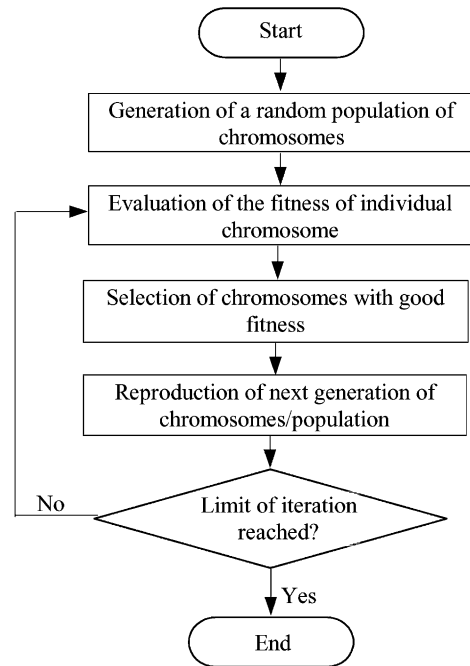 Start
Generation of a random population of
chromosomes
Evaluation of the fitness of individual
chromosome
Selection of chromosomes with good
fitness
Reproduction of next generation of
chromosomes/population
Limit of iteration
reached?
No
Yes
End